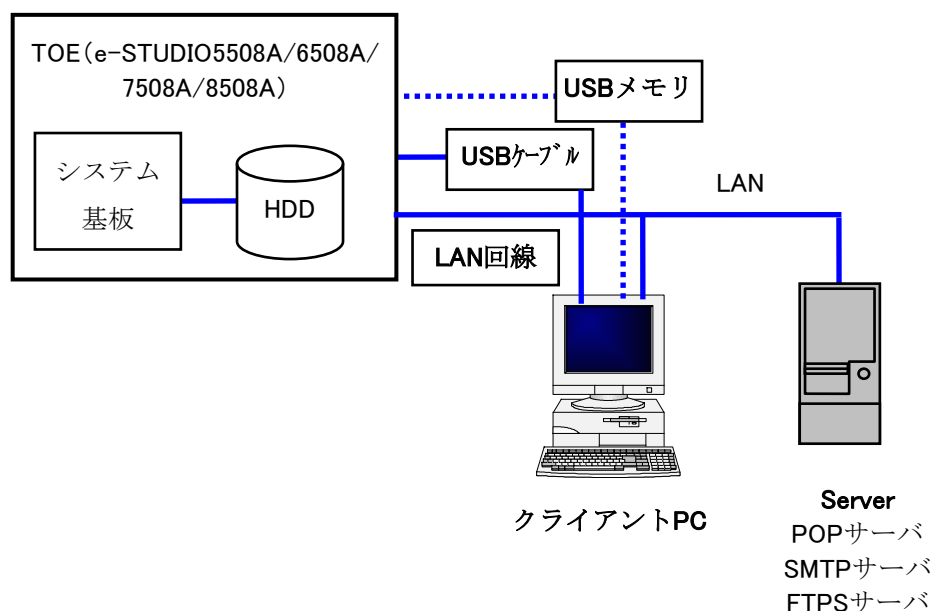 TOE(e-STUDIO5508A/6508A/
7508A/8508A)
システム
基板
HDD
USBメモリ
USBｹｰﾌﾞﾙ
LAN
LAN回線
クライアントPC
Server
POPサーバ
SMTPサーバ
FTPSサーバ